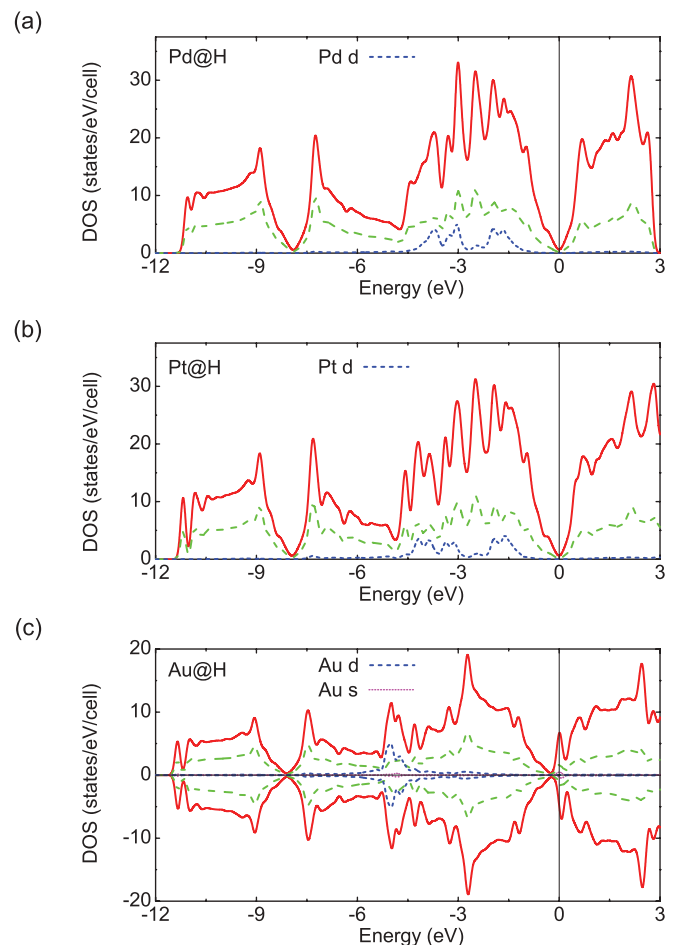 (a)
Pd@H
Pd d
DOS (states/eV/cell)
30
20
10
0
-12 -9 -6 -3 0 3
Energy (eV)
(b)
Pt@H
Pt d
DOS (states/eV/cell)
30
20
10
0
-12 -9 -6 -3 0 3
Energy (eV)
(c)
Au@H
Au d
Au s
DOS (states/eV/cell)
20
10
0
-10
-20
-12 -9 -6 -3 0 3
Energy (eV)